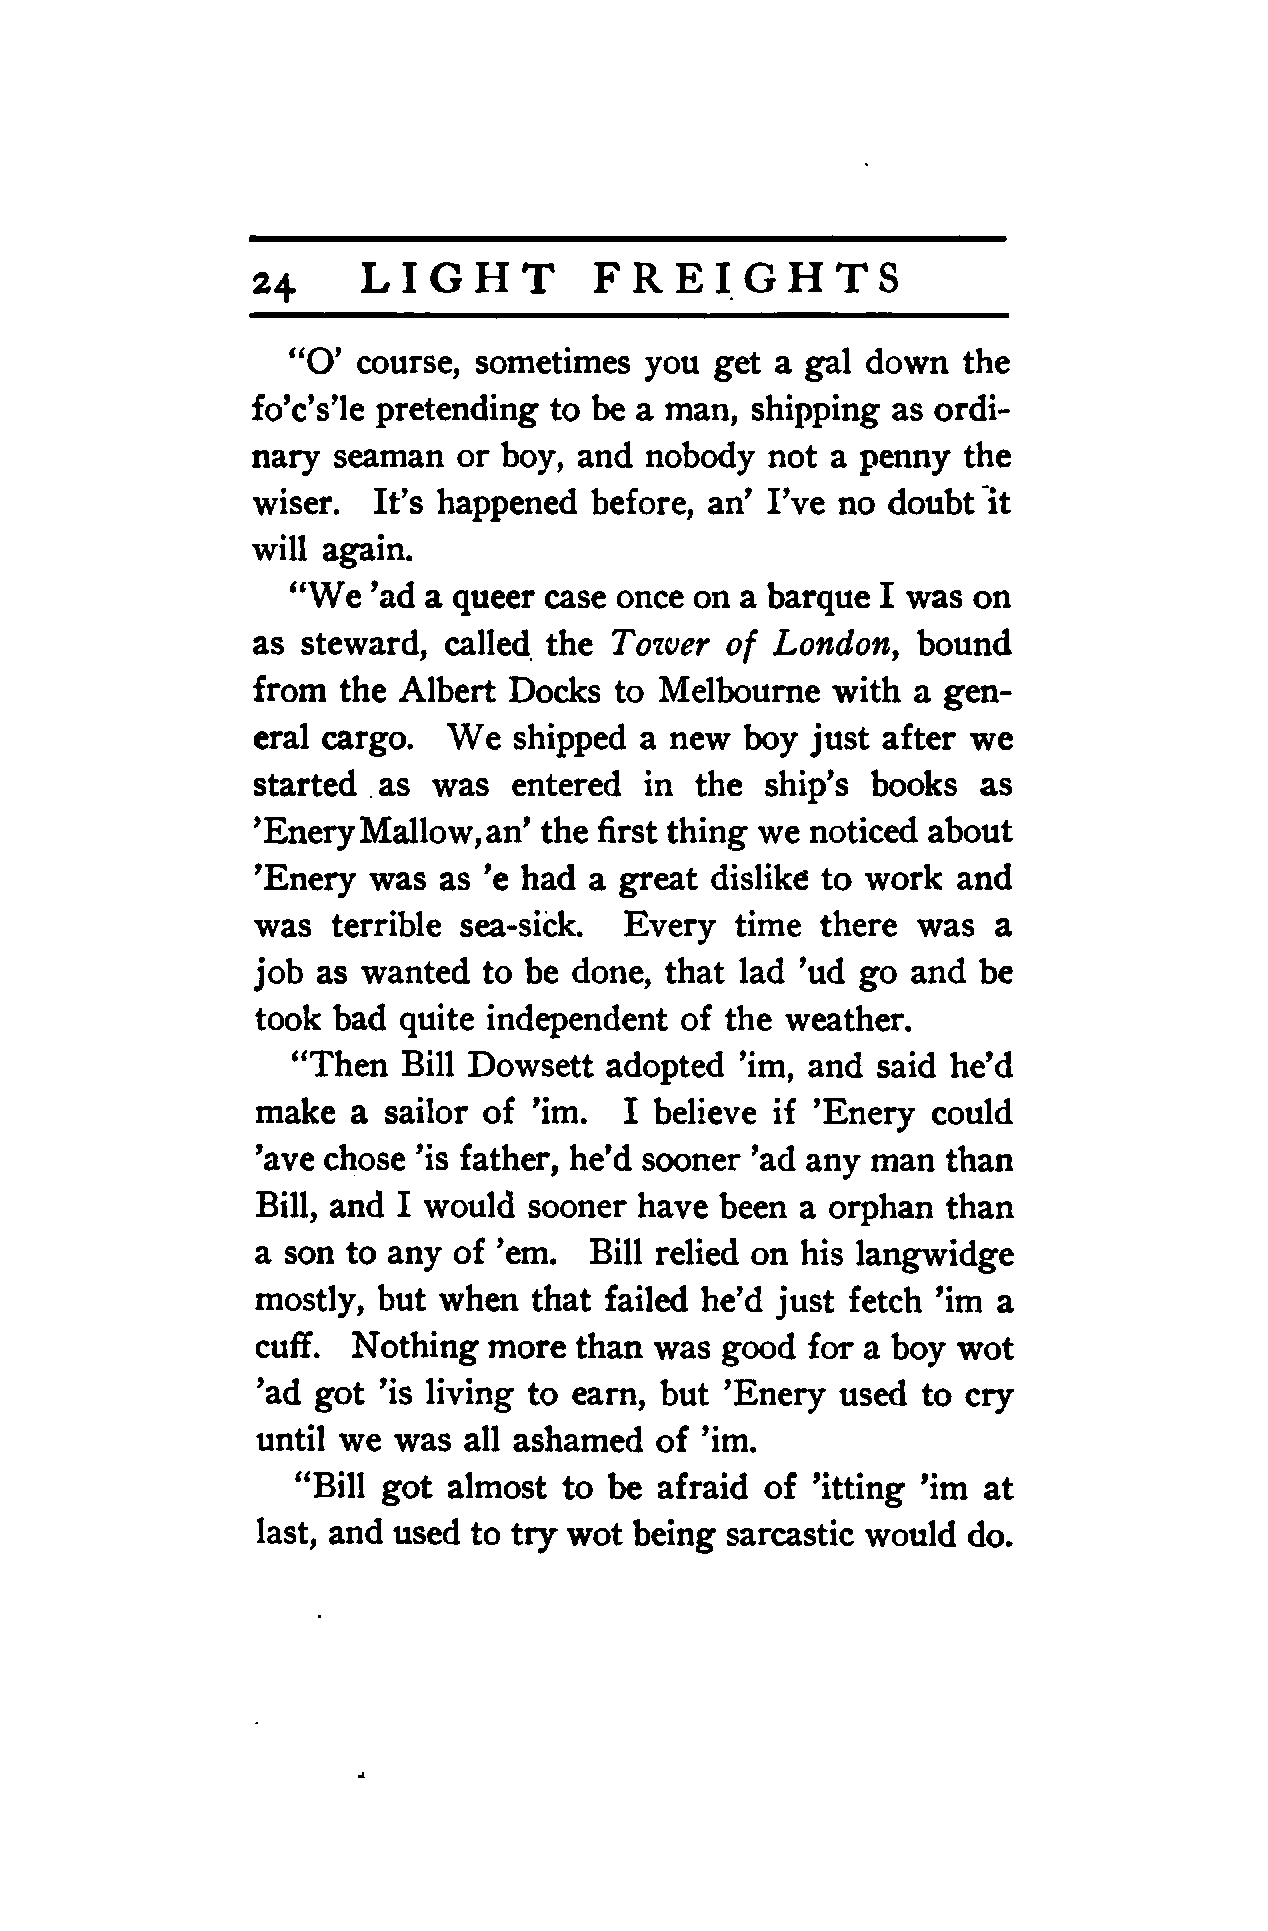 24 LIGHT FREIGHTS
“O’ course, sometimes you get a gal down the
fo’c’s’le pretending to be a man, shipping as ordi-
nary seaman or boy, and nobody not a penny the
wiser. It’s happened before, an’ I’ve no doubt it
will again.
“We ’ad a queer case once on a barque I was on
as steward, called the Tower of London, bound
from the Albert Docks to Melbourne with a gen-
eral cargo. We shipped a new boy just after we
started as was entered in the ship’s books as
’Enery Mallow, an’ the first thing we noticed about
’Enery was as ’e had a great dislike to work and
was terrible sea-sick. Every time there was a
job as wanted to be done, that lad ’ud go and be
took bad quite independent of the weather.
“Then Bill Dowsett adopted ’im, and said he’d
make a sailor of ’im. I believe if ’Enery could
’ave chose ’is father, he’d sooner ’ad any man than
Bill, and I would sooner have been a orphan than
a son to any of ’em. Bill relied on his langwidge
mostly, but when that failed he’d just fetch ’im a
cuff. Nothing more than was good for a boy wot
’ad got ’is living to earn, but ’Enery used to cry
until we was all ashamed of ’im.
“Bill got almost to be afraid of ’itting ’im at
last, and used to try wot being sarcastic would do.